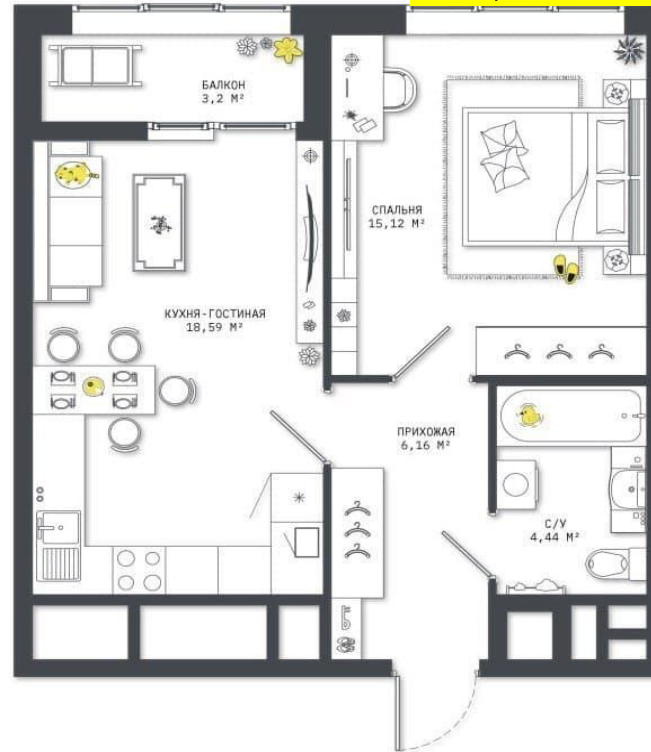 БАЛКОН
3,2 М²
СПАЛЬНЯ
15,12 М²
КУХНЯ-ГОСТИНАЯ
18,59 М²
ПРИХОЖАЯ
6,16 М²
С/У
4,44 М²